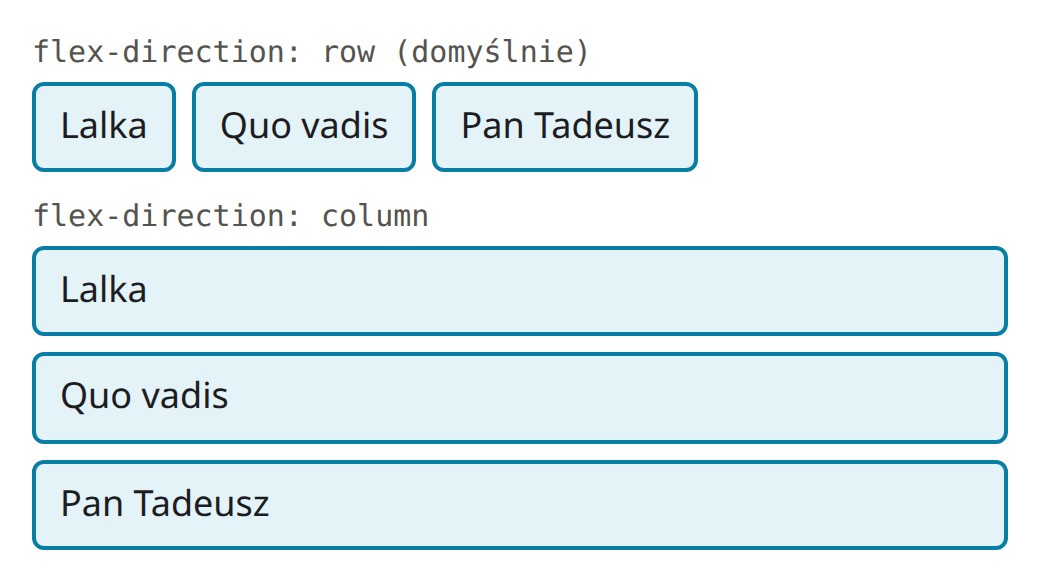 flex-direction: row (domyślnie)
Lalka Quo vadis Pan Tadeusz
flex-direction: column
Lalka
Quo vadis
Pan Tadeusz